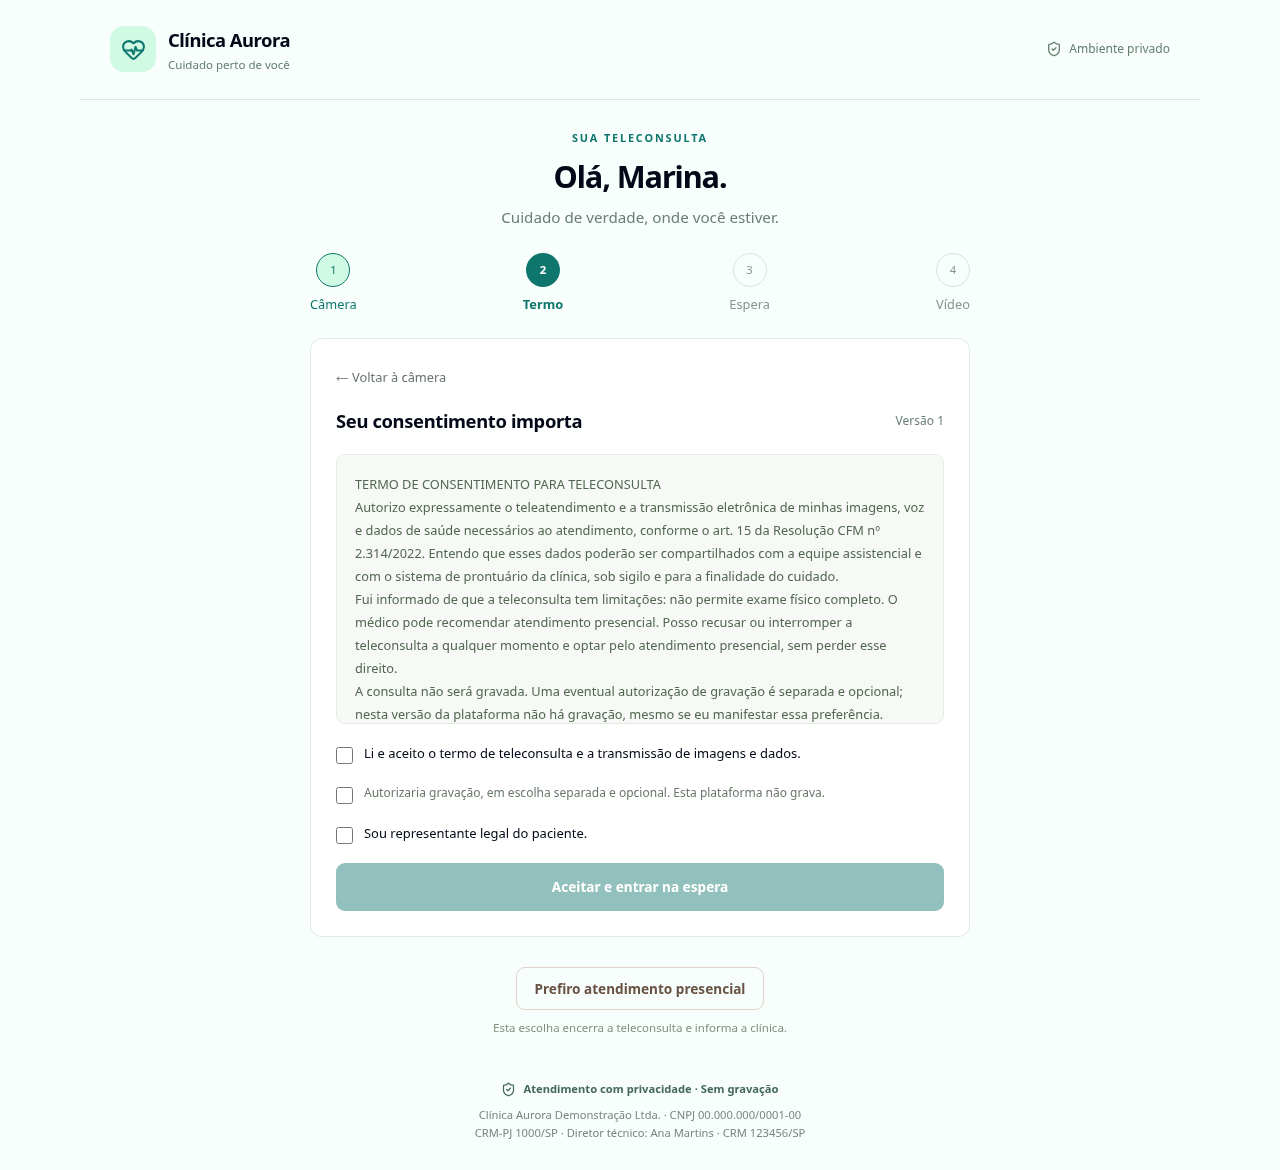 Clínica Aurora
Cuidado perto de você
Ambiente privado
SUA TELECONSULTA
Olá, Marina.
Cuidado de verdade, onde você estiver.
1
Câmera
2
Termo
3
Espera
4
Vídeo
← Voltar à câmera
Seu consentimento importa
Versão 1
TERMO DE CONSENTIMENTO PARA TELECONSULTA
Autorizo expressamente o teleatendimento e a transmissão eletrônica de minhas imagens, voz
e dados de saúde necessários ao atendimento, conforme o art. 15 da Resolução CFM nº
2.314/2022. Entendo que esses dados poderão ser compartilhados com a equipe assistencial e
com o sistema de prontuário da clínica, sob sigilo e para a finalidade do cuidado.
Fui informado de que a teleconsulta tem limitações: não permite exame físico completo. O
médico pode recomendar atendimento presencial. Posso recusar ou interromper a
teleconsulta a qualquer momento e optar pelo atendimento presencial, sem perder esse
direito.
A consulta não será gravada. Uma eventual autorização de gravação é separada e opcional;
nesta versão da plataforma não há gravação, mesmo se eu manifestar essa preferência.
Li e aceito o termo de teleconsulta e a transmissão de imagens e dados.
Autorizaria gravação, em escolha separada e opcional. Esta plataforma não grava.
Sou representante legal do paciente.
Aceitar e entrar na espera
Prefiro atendimento presencial
Esta escolha encerra a teleconsulta e informa a clínica.
Atendimento com privacidade · Sem gravação
Clínica Aurora Demonstração Ltda. · CNPJ 00.000.000/0001-00
CRM-PJ 1000/SP · Diretor técnico: Ana Martins · CRM 123456/SP